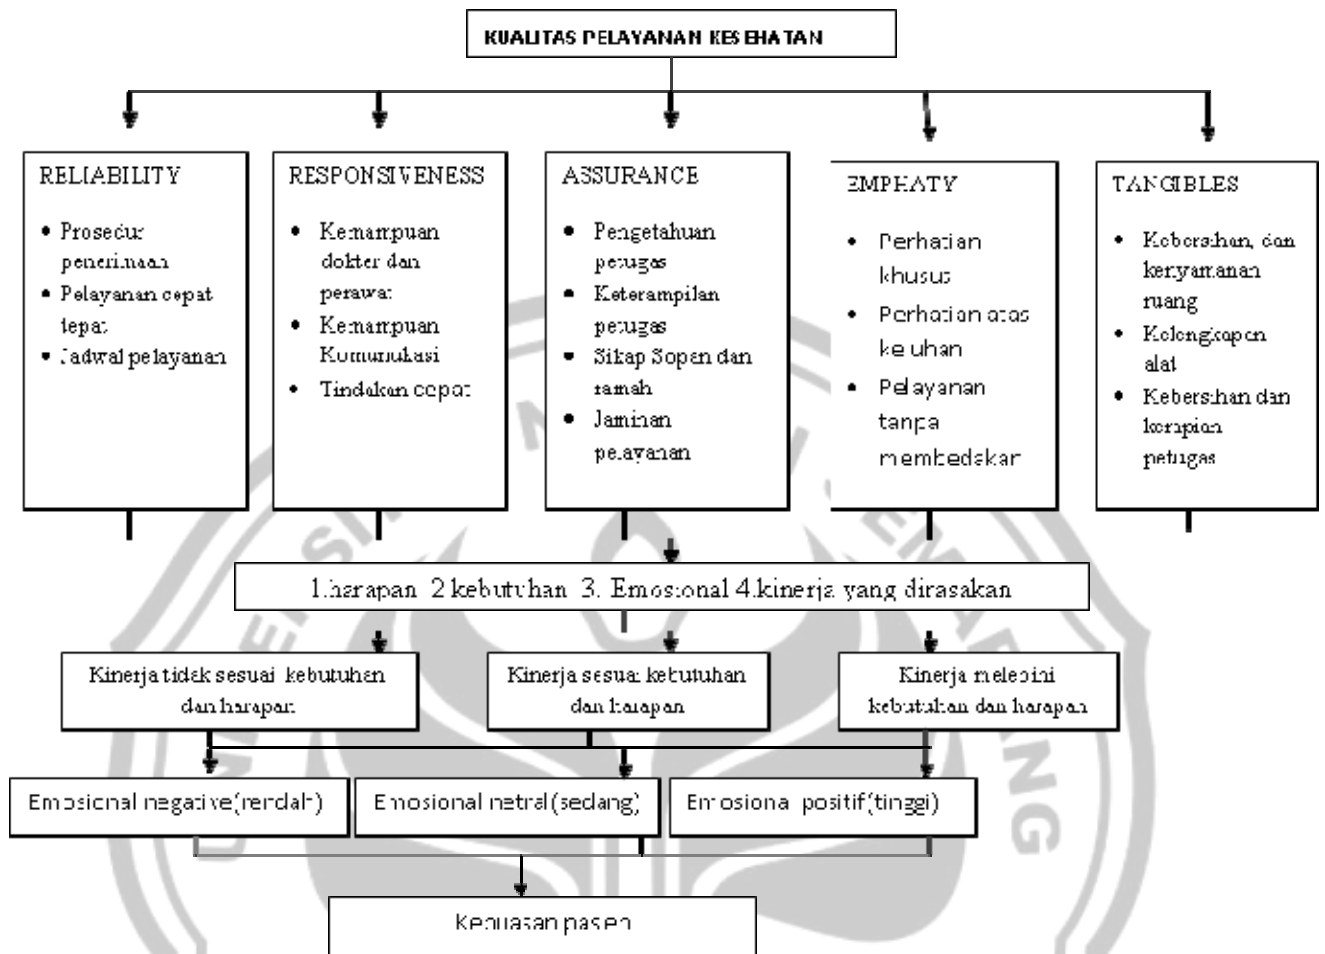 KUALITAS PELAYANAN KESEHATAN
RELIABILITY
• Prosedur
penerimaan
• Pelayanan cepat
tepat
• Jadwal pelayanan
RESPONSIVENESS
• Kemampuan
dokter dan
perawat
• Kemampuan
Komunukasi
• Tindakan cepat
ASSURANCE
• Pengetahuan
petugas
• Keterampilan
petugas
• Sikap Sopan dan
ramah
• Jaminan
pelayanan
EMPHATY
• Perhatian
khusus
• Perhatian atas
keluhan
• Pelayanan
tanpa
membedakan
TANGIBLES
• Kebersihan, dan
kenyamanan
ruang
• Kelengkapan
alat
• Kebersihan dan
kerapian
petugas
1.harapan 2 kebutuhan 3. Emosional 4.kinerja yang dirasakan
Kinerja tidak sesuai kebutuhan
dan harapan
Kinerja sesuai kebutuhan
dan harapan
Kinerja melebihi
kebutuhan dan harapan
Emosional negative(rendah)
Emosional netral(sedang)
Emosional positif(tinggi)
Kepuasan pasien
SEMARANG